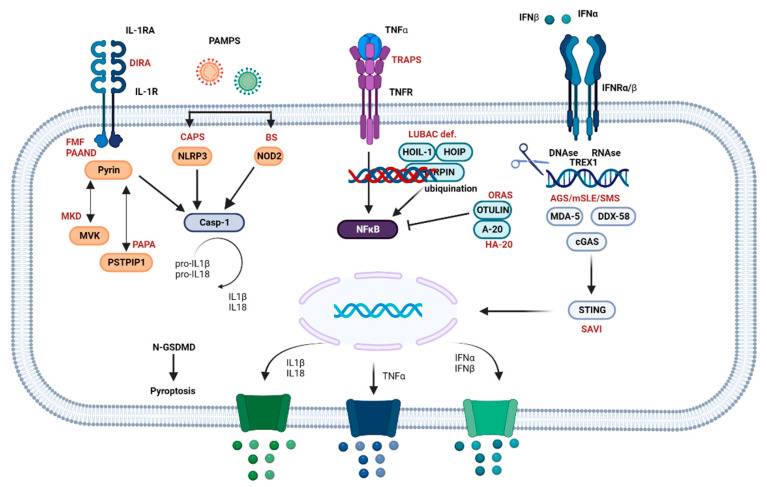 IL-1RA
DIRA
IL-1R
PAMPS
TNFα
TRAPS
TNFR
IFNβ
IFNα
IFNRα/β
FMF
PAAND
Pyrin
CAPS
NLRP3
BS
NOD2
LUBAC def.
HOIL-1
HOIP
ubiquination
DNAse
RNAse
TREX1
AGS/mSLE/SMS
MDA-5
DDX-58
cGAS
MKD
MVK
PAPA
PSTPIP1
Casp-1
pro-IL1β
pro-IL18
IL1β
IL18
NFκB
ORAS
OTULIN
A-20
HA-20
STING
SAVI
N-GSDMD
Pyroptosis
IL1β
IL18
TNFα
IFNα
IFNβ